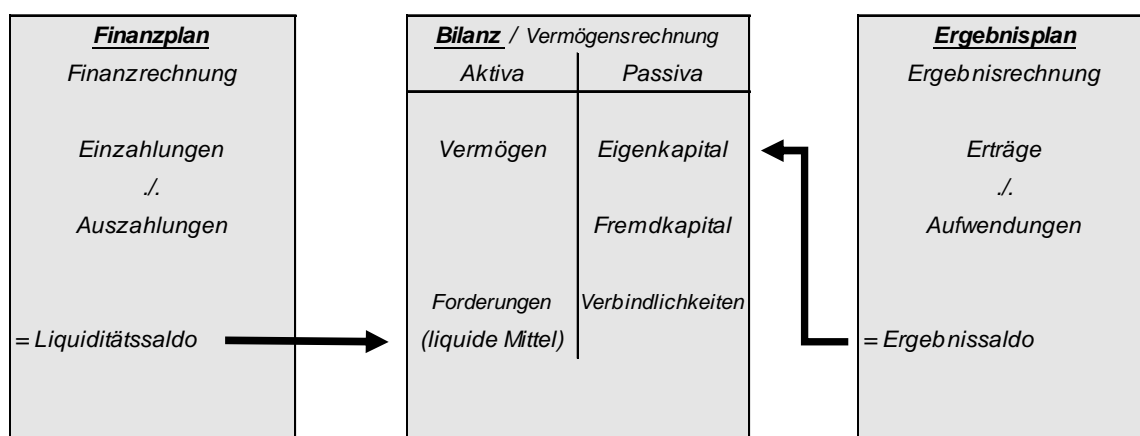 Finanzplan
Finanzrechnung
Einzahlungen
./.
Auszahlungen
= Liquiditätssaldo
Bilanz / Vermögensrechnung
Aktiva Passiva
Vermögen Eigenkapital
Fremdkapital
Forderungen Verbindlichkeiten
(liquide Mittel)
Ergebnisplan
Ergebnisrechnung
Erträge
./.
Aufwendungen
= Ergebnissaldo